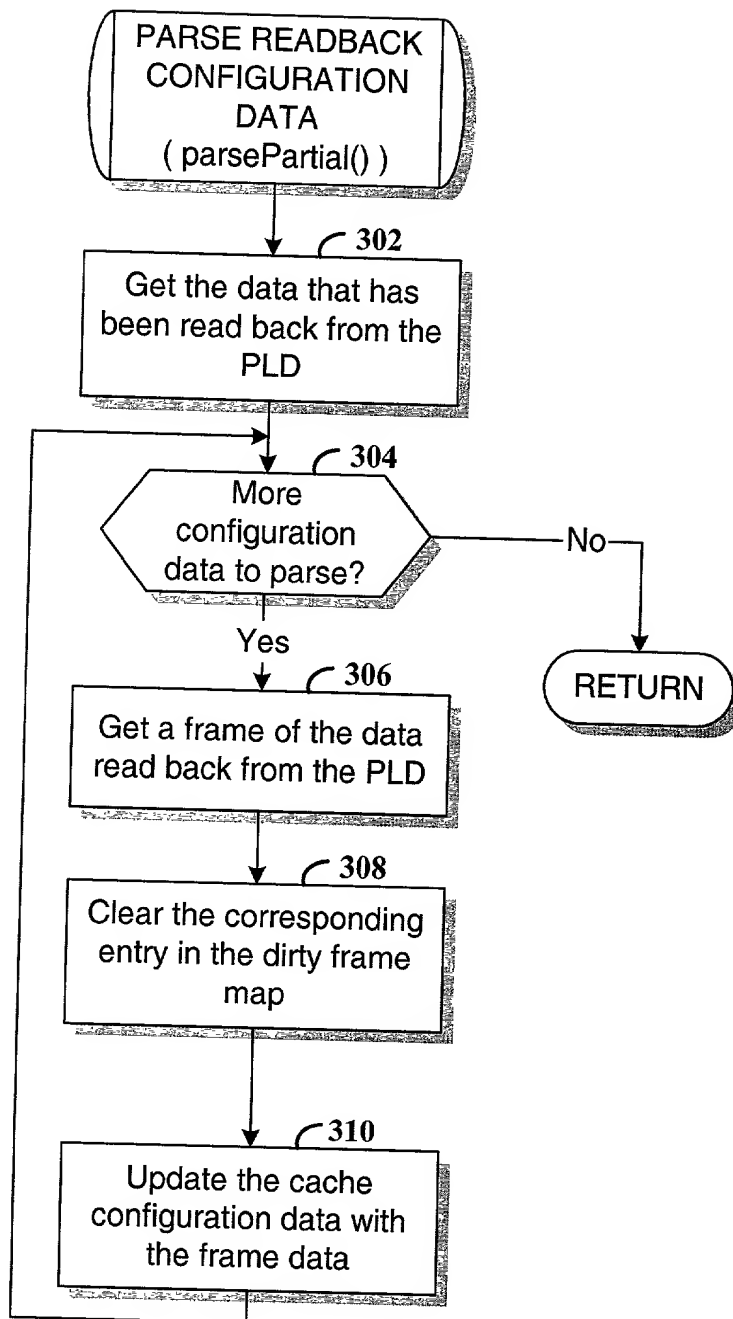 PARSE READBACK
CONFIGURATION
DATA
( parsePartial() )
302
Get the data that has
been read back from the
PLD
304
More
configuration
data to parse?
No
Yes
RETURN
306
Get a frame of the data
read back from the PLD
308
Clear the corresponding
entry in the dirty frame
map
310
Update the cache
configuration data with
the frame data